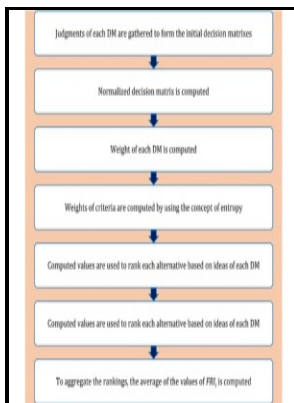 Judgments of each DM are gathered to form the initial decision matrixes
Normalized decision matrix is computed
Weight of each DM is computed
Weights of criteria are computed by using the concept of entropy
Computed values are used to rank each alternative based on ideas of each DM
Computed values are used to rank each alternative based on ideas of each DM
To aggregate the rankings, the average of the values of FRI, is computed